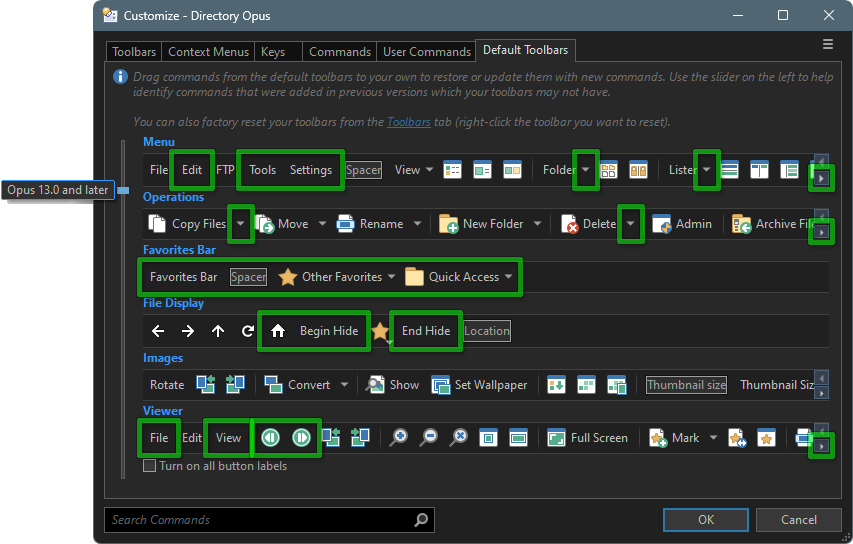 Customize - Directory Opus
Toolbars Context Menus Keys Commands User Commands Default Toolbars
Drag commands from the default toolbars to your own to restore or update them with new commands. Use the slider on the left to help
identify commands that were added in previous versions which your toolbars may not have.
You can also factory reset your toolbars from the Toolbars tab (right-click the toolbar you want to reset).
Menu
File Edit FTP Tools Settings Spacer View Folder Lister
Opus 13.0 and later
Operations
Copy Files Move Rename New Folder Delete Admin Archive Fil
Favorites Bar
Favorites Bar Spacer Other Favorites Quick Access
File Display
Begin Hide End Hide Location
Images
Rotate Convert Show Set Wallpaper Thumbnail size Thumbnail Siz
Viewer
File Edit View Full Screen Mark
Turn on all button labels
Search Commands OK Cancel